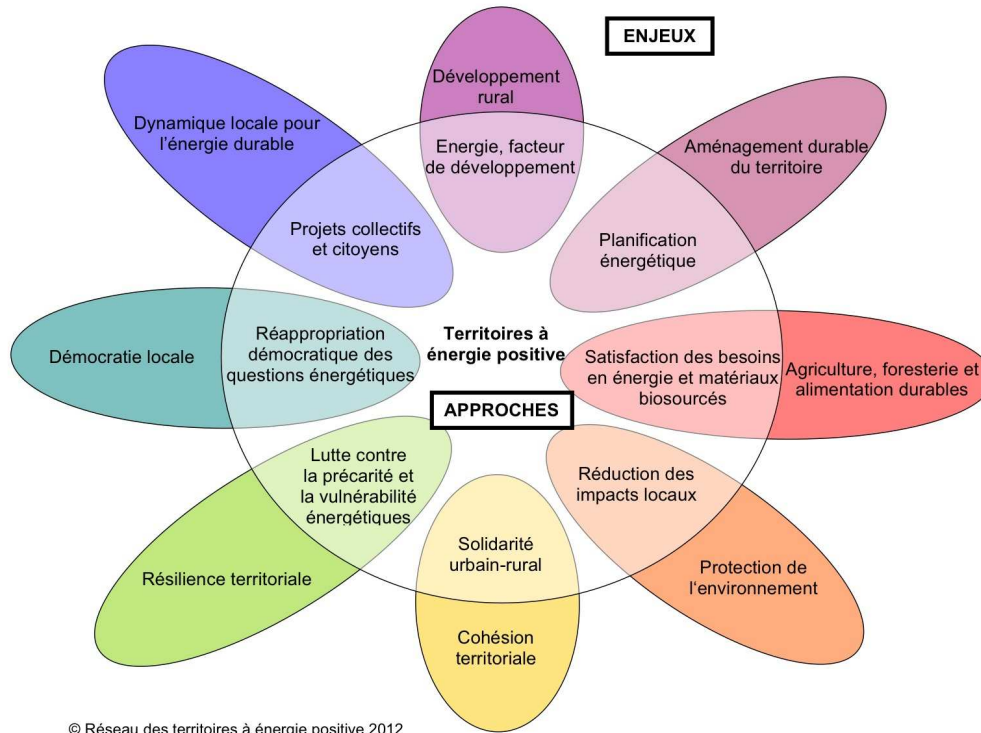 ENJEUX
Développement
rural
Energie, facteur
de développement
Dynamique locale pour
l'énergie durable
Projets collectifs
et citoyens
Aménagement durable
du territoire
Planification
énergétique
Démocratie locale
Réappropriation
démocratique des
questions énergétiques
Territoires à
énergie positive
APPROCHES
Satisfaction des besoins
en énergie et matériaux
biosourcés
Agriculture, foresterie et
alimentation durables
Lutte contre
la précarité et
la vulnérabilité
énergétiques
Résilience territoriale
Solidarité
urbain-rural
Cohésion
territoriale
Réduction des
impacts locaux
Protection de
l'environnement
© Réseau des territoires à énergie positive 2012